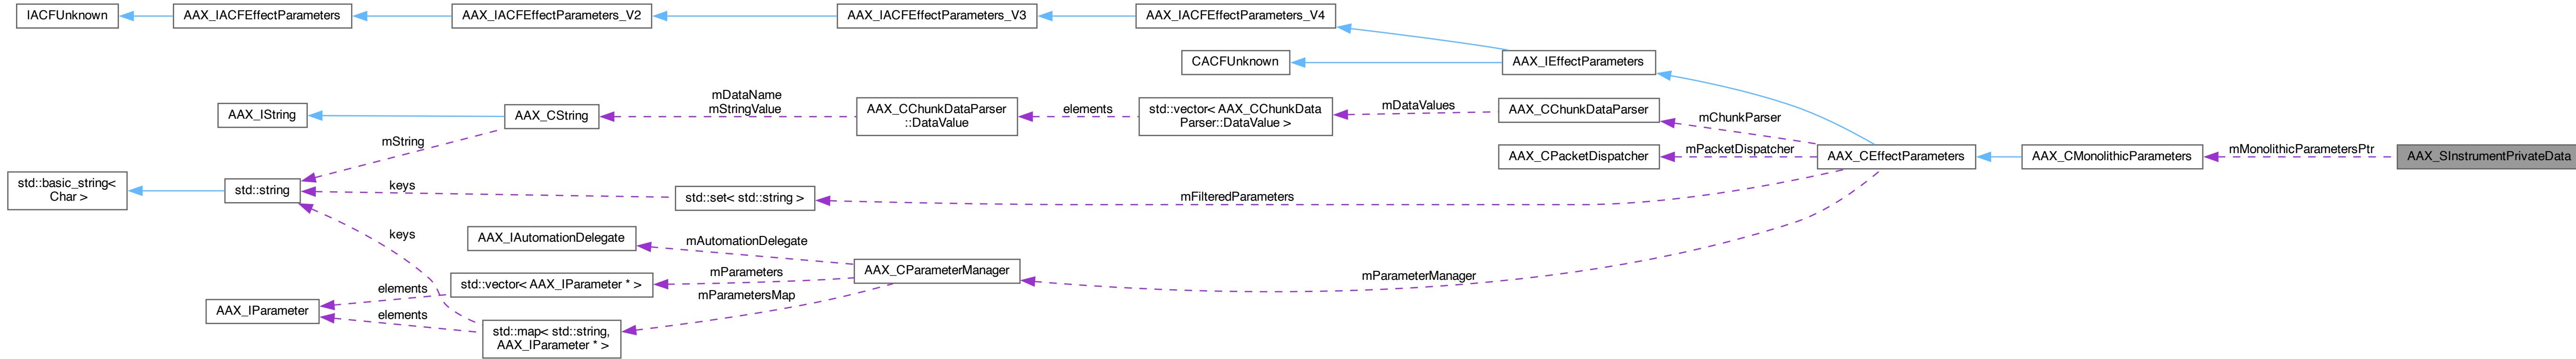 IACFUnknown
AAX_IACFEffectParameters
AAX_IACFEffectParameters_V2
AAX_IACFEffectParameters_V3
AAX_IACFEffectParameters_V4
CACFUnknown
AAX_IEffectParameters
AAX_IString
AAX_CString
mDataName
mStringValue
AAX_CChunkDataParser
::DataValue
elements
std::vector< AAX_CChunkData
Parser::DataValue >
mDataValues
AAX_CChunkDataParser
mChunkParser
mString
AAX_CPacketDispatcher
mPacketDispatcher
AAX_CEffectParameters
AAX_CMonolithicParameters
mMonolithicParametersPtr
AAX_SInstrumentPrivateData
std::basic_string<
Char >
std::string
keys
std::set< std::string >
mFilteredParameters
keys
AAX_IAutomationDelegate
mAutomationDelegate
AAX_CParameterManager
mParameterManager
std::vector< AAX_IParameter * >
mParameters
mParametersMap
elements
AAX_IParameter
elements
std::map< std::string,
AAX_IParameter * >